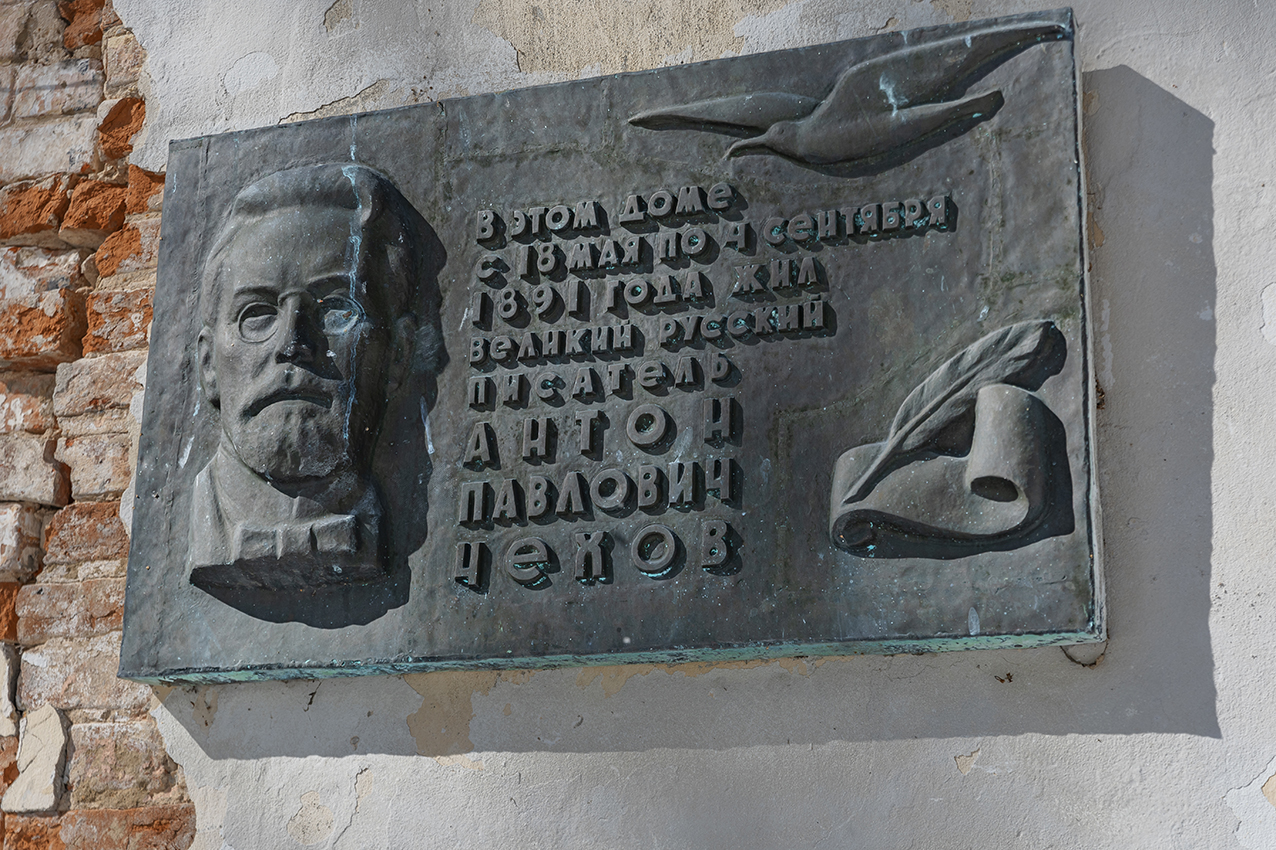 В ЭТОМ ДОМЕ
С 18 МАЯ ПО 4 СЕНТЯБРЯ
1891 ГОДА ЖИЛ
ВЕЛИКИЙ РУССКИЙ
ПИСАТЕЛЬ
АНТОН
ПАВЛОВИЧ
ЧЕХОВ